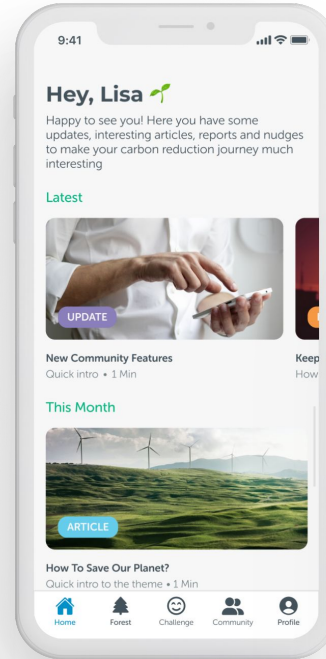 9:41
Hey, Lisa
Happy to see you! Here you have some
updates, interesting articles, reports and nudges
to make your carbon reduction journey much
interesting
Latest
UPDATE
New Community Features
Quick intro • 1 Min
Keep
How
This Month
ARTICLE
How To Save Our Planet?
Quick intro to the theme • 1 Min
Home
Forest
Challenge
Community
Profile